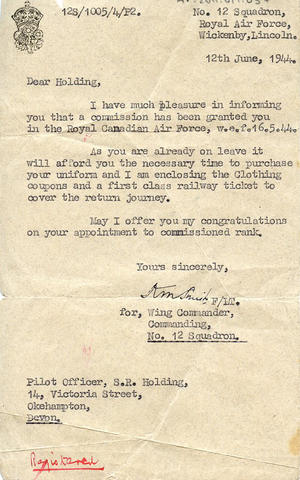 12S/1005/4/P2.
No. 12 Squadron,
Royal Air Force,
Wickenby, Lincoln.
12th June, 1944.
Dear Holding,
I have much pleasure in informing
you that a commission has been granted you
in the Royal Canadian Air Force, w.e.f.16.5.44.
As you are already on leave it
will afford you the necessary time to purchase
your uniform and I am enclosing the Clothing
coupons and a first class railway ticket to
cover the return journey.
May I offer you my congratulations
on your appointment to commissioned rank.
Yours sincerely,
F/LT.
for, Wing Commander,
Commanding,
No. 12 Squadron.
Pilot Officer, S.R. Holding,
14, Victoria Street,
Okehampton,
Devon.
Registered